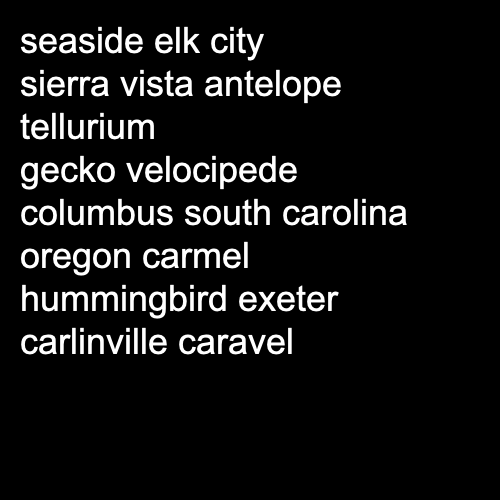 seaside elk city
sierra vista antelope
tellurium
gecko velocipede
columbus south carolina
oregon carmel
hummingbird exeter
carlinville caravel